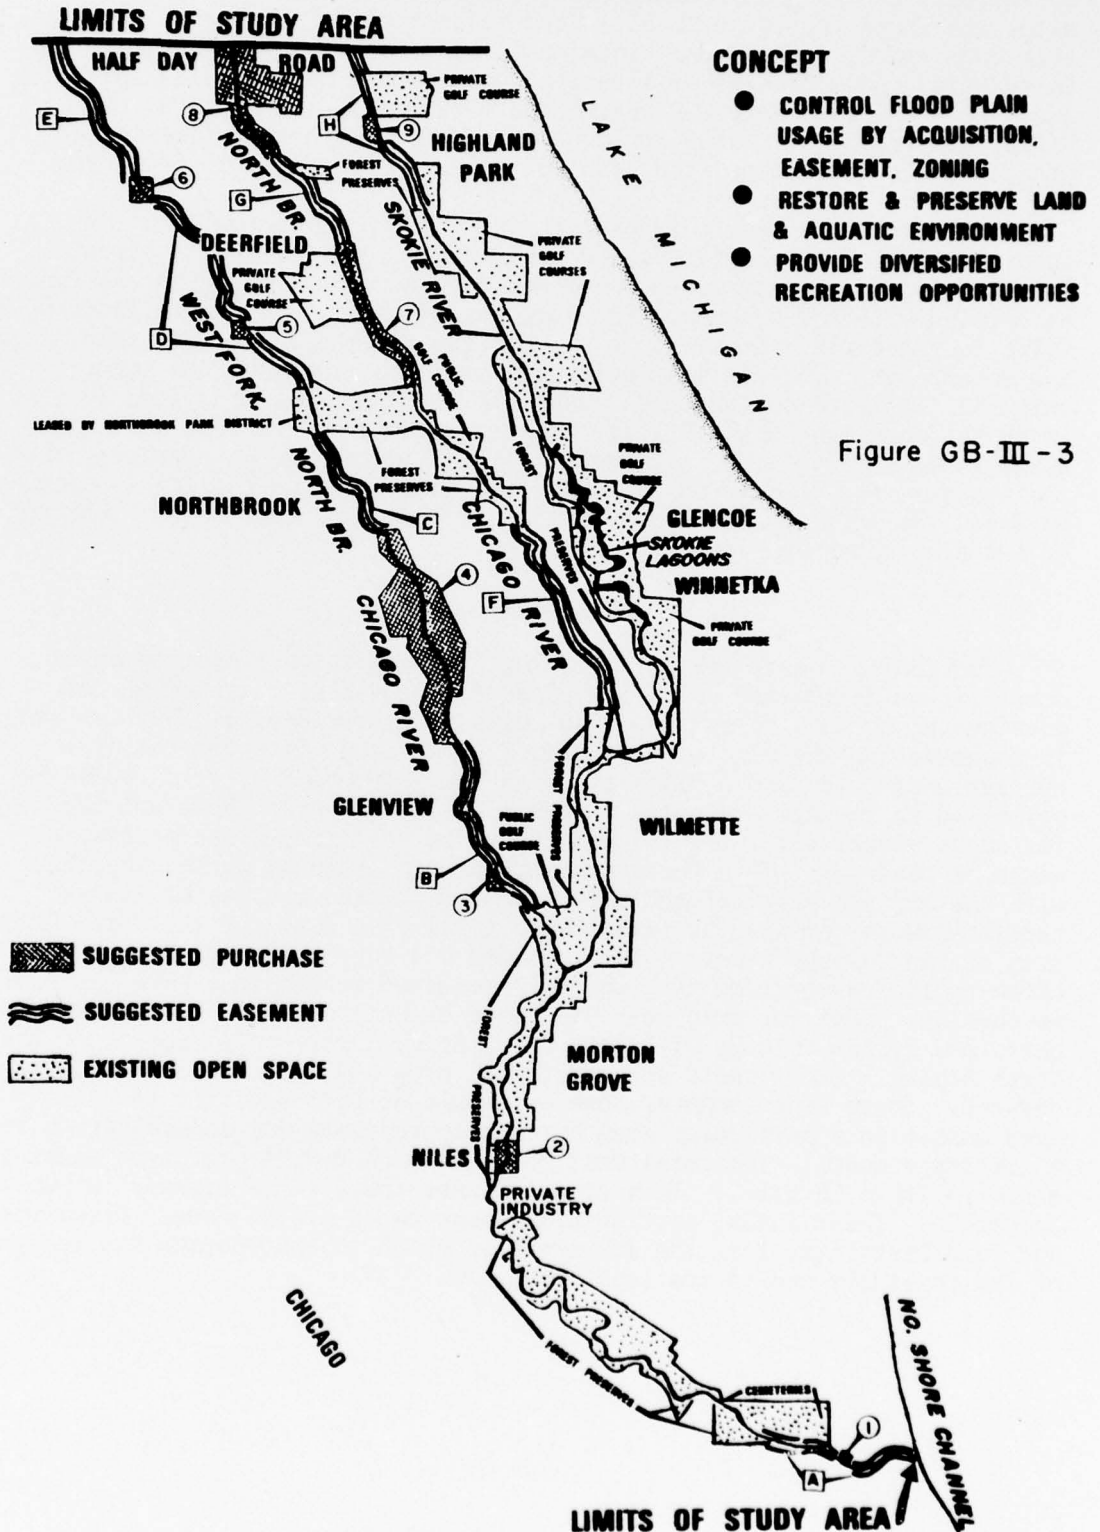 LIMITS OF STUDY AREA
HALF DAY ROAD
PRIVATE
GOLF COURSE
CONCEPT
● CONTROL FLOOD PLAIN
USAGE BY ACQUISITION,
EASEMENT, ZONING
● RESTORE & PRESERVE LAND
& AQUATIC ENVIRONMENT
● PROVIDE DIVERSIFIED
RECREATION OPPORTUNITIES
LAKE MICHIGAN
E
8
H
9
HIGHLAND
PARK
6
NORTH BR.
FOREST
PRESERVES
G
SKOKIE RIVER
DEERFIELD
PRIVATE
GOLF
COURSES
PRIVATE
GOLF
COURSE
7
5
D
WEST FORK,
PUBLIC
GOLF COURSE
LEASED BY NORTHBROOK PARK DISTRICT
Figure GB-III-3
FOREST
PRESERVES
FOREST
PRESERVES
PRIVATE
GOLF
COURSE
NORTHBROOK
NORTH BR.
C
CHICAGO RIVER
GLENCOE
SKOKIE
LAGOONS
WINNETKA
4
F
CHICAGO RIVER
PRIVATE
GOLF COURSE
GLENVIEW
PUBLIC
GOLF
COURSE
FOREST PRESERVES
WILMETTE
B
3
SUGGESTED PURCHASE
SUGGESTED EASEMENT
EXISTING OPEN SPACE
FOREST
PRESERVES
MORTON
GROVE
NILES
2
PRIVATE
INDUSTRY
CHICAGO
FOREST PRESERVES
CEMETERIES
NO. SHORE CHANNEL
1
A
LIMITS OF STUDY AREA